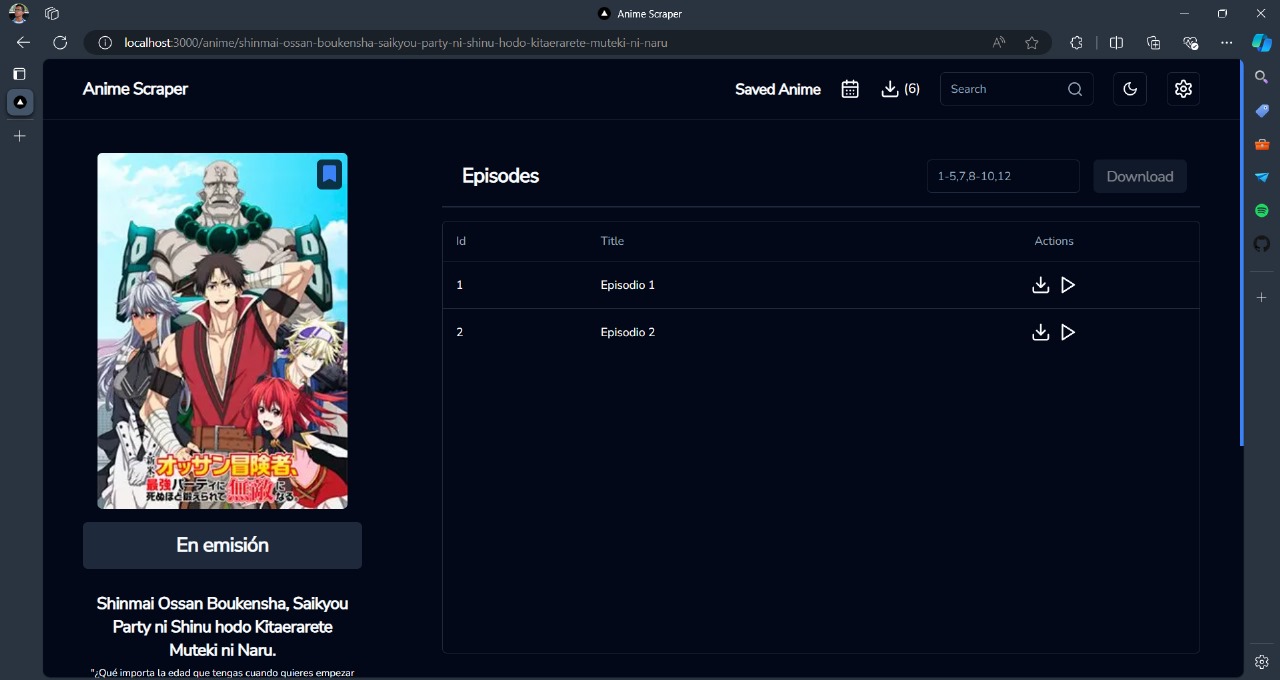 Anime Scraper
localhost:3000/anime/shinmai-ossan-boukensha-saikyou-party-ni-shinu-hodo-kitaerarete-muteki-ni-naru
Anime Scraper
Saved Anime
(6)
Search
Episodes
1-5,7,8-10,12
Download
Id Title Actions
1 Episodio 1
2 Episodio 2
新米
オッサン冒険者、
最強パーティに
死ぬほど鍛えられて無敵になる。
En emisión
Shinmai Ossan Boukensha, Saikyou
Party ni Shinu hodo Kitaerarete
Muteki ni Naru.
"¿Qué importa la edad que tengas cuando quieres empezar